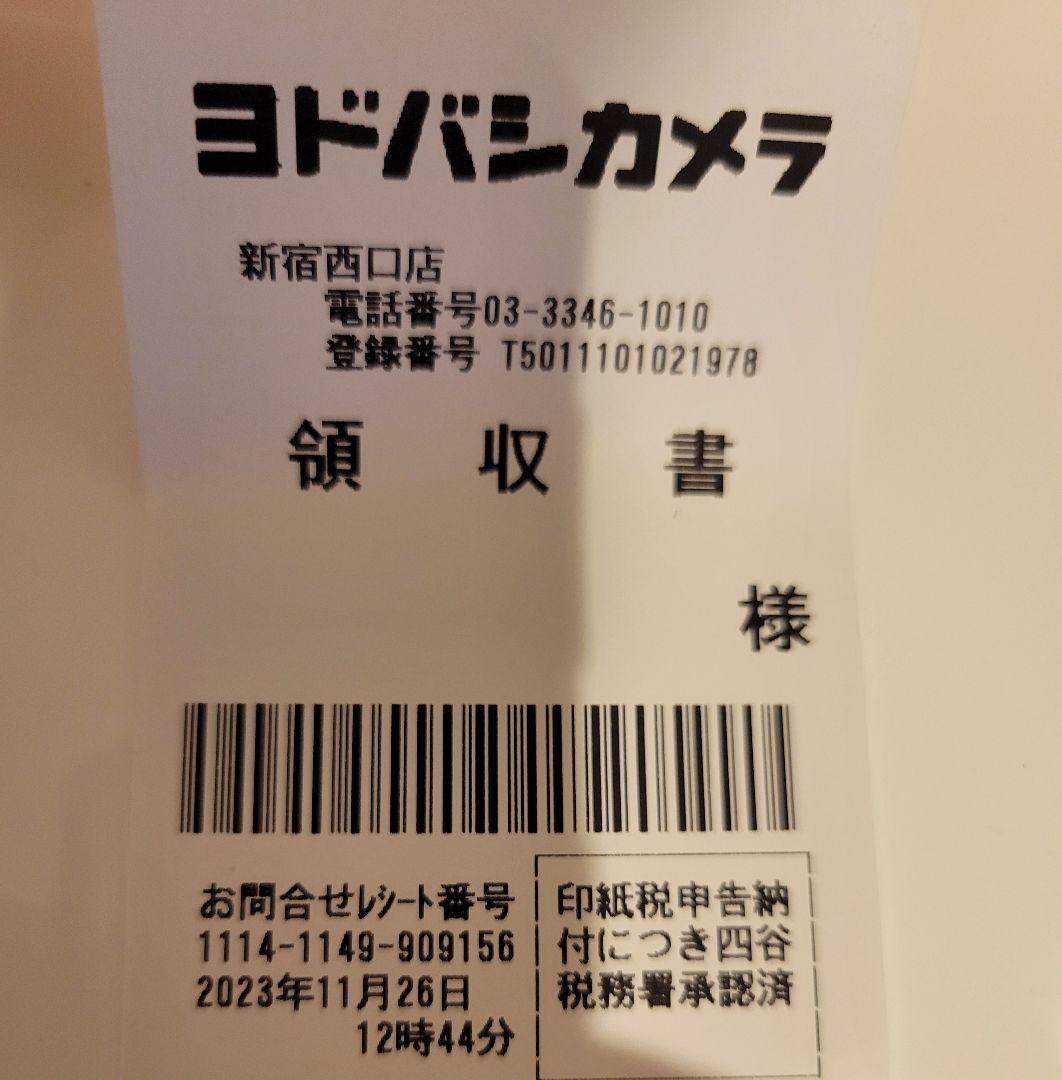 ヨドバシカメラ
新宿西口店
電話番号03-3346-1010
登録番号 T5011101021978
領収書
様
お問合せﾚｼｰﾄ番号
1114-1149-909156
2023年11月26日
12時44分
印紙税申告納
付につき四谷
税務署承認済